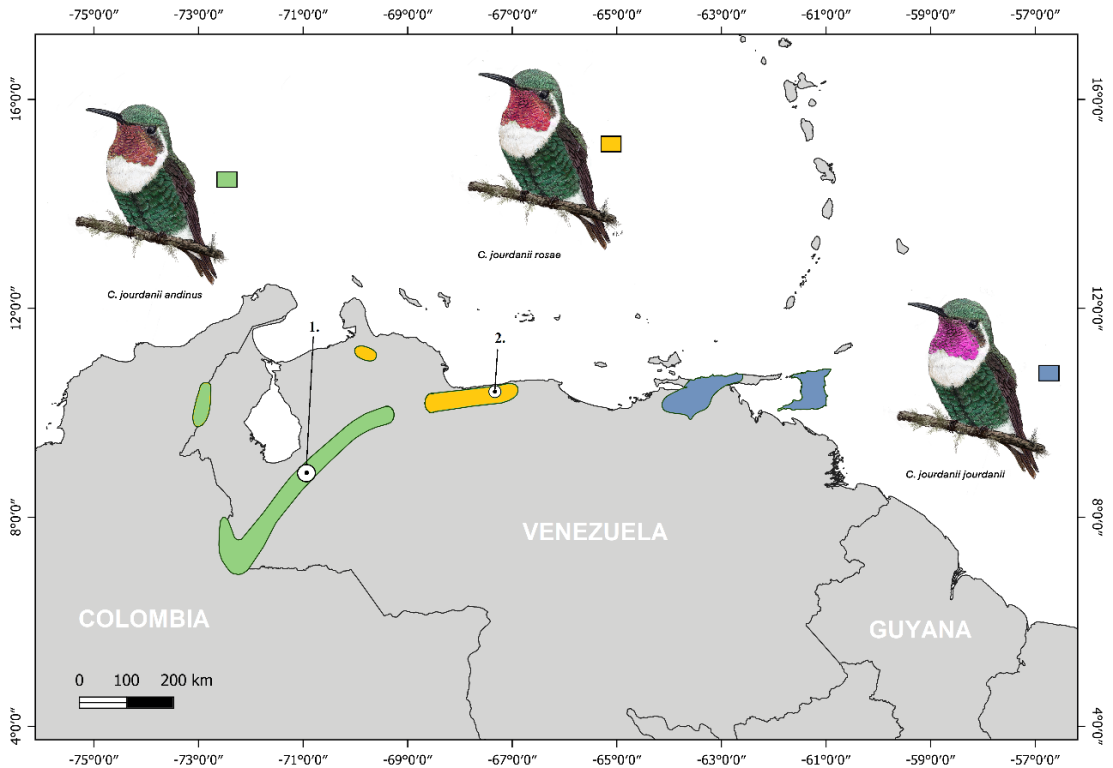 -75°0'0" -73°0'0" -71°0'0" -69°0'0" -67°0'0" -65°0'0" -63°0'0" -61°0'0" -59°0'0" -57°0'0"
16°0'0" 16°0'0"
C. jourdanii rosae
C. jourdanii andinus
12°0'0" 12°0'0"
1.
2.
C. jourdanii jourdanii
8°0'0" 8°0'0"
VENEZUELA
COLOMBIA
GUYANA
0 100 200 km
4°0'0" 4°0'0"
-75°0'0" -73°0'0" -71°0'0" -69°0'0" -67°0'0" -65°0'0" -63°0'0" -61°0'0" -59°0'0" -57°0'0"